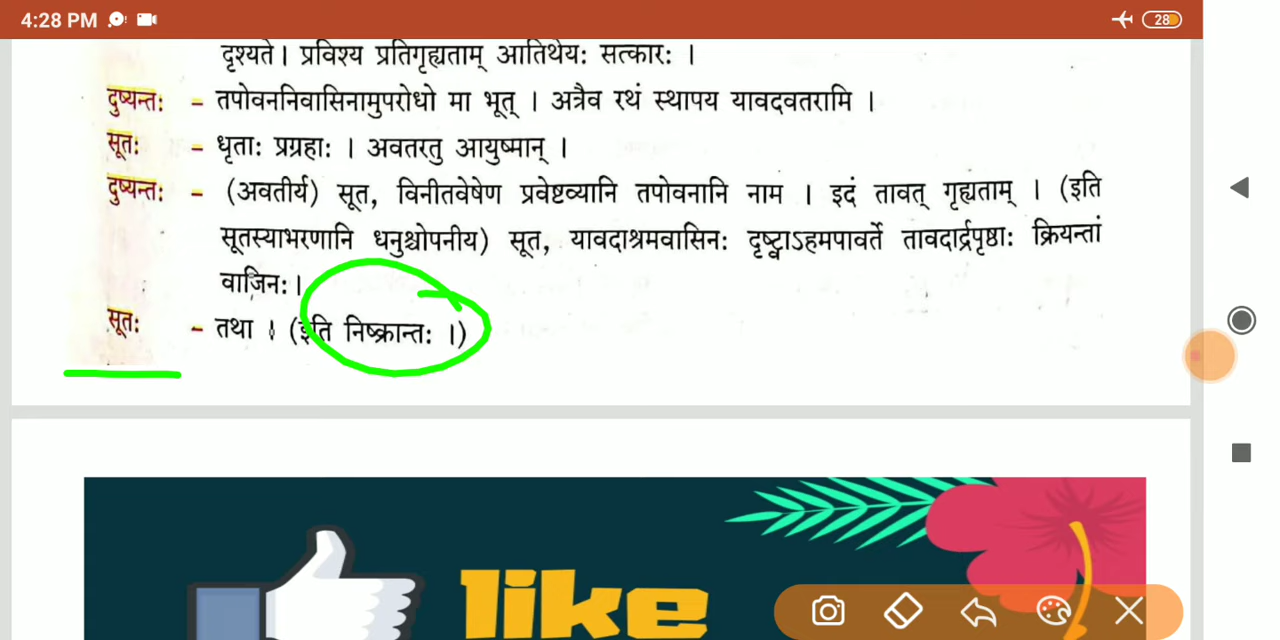 4:28 PM
28
दृश्यते। प्रविश्य प्रतिगृह्यताम् आतिथेयः सत्कारः ।
दुष्यन्तः – तपोवननिवासिनामुपरोधो मा भूत् । अत्रैव रथं स्थापय यावदवतरामि ।
सूतः – धृताः प्रग्रहाः । अवतरतु आयुष्मान् ।
दुष्यन्तः – (अवतीर्य) सूत, विनीतवेषेण प्रवेष्टव्यानि तपोवनानि नाम । इदं तावत् गृह्यताम् । (इति
सूतस्याभरणानि धनुश्चोपनीय) सूत, यावदाश्रमवासिनः दृष्ट्वाऽहमपावर्ते तावदार्द्रपृष्ठाः क्रियन्तां
वाजिनः।
सूतः – तथा । (इति निष्क्रान्तः ।)
like